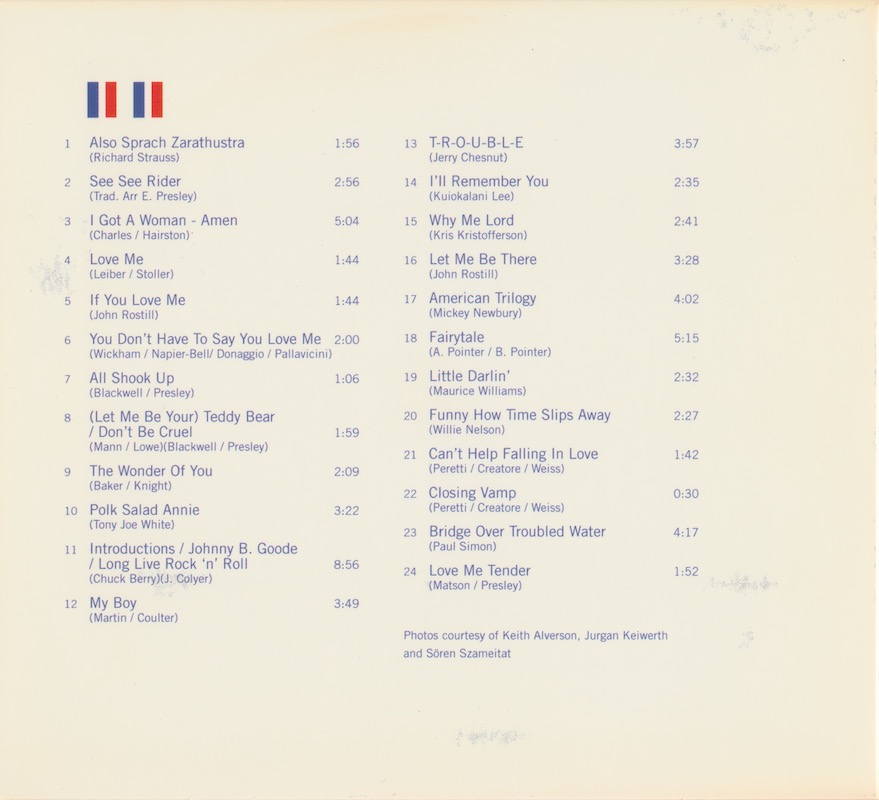 1 Also Sprach Zarathustra 1:56
(Richard Strauss)
2 See See Rider 2:56
(Trad. Arr E. Presley)
3 I Got A Woman - Amen 5:04
(Charles / Hairston)
4 Love Me 1:44
(Leiber / Stoller)
5 If You Love Me 1:44
(John Rostill)
6 You Don't Have To Say You Love Me 2:00
(Wickham / Napier-Bell/ Donaggio / Pallavicini)
7 All Shook Up 1:06
(Blackwell / Presley)
8 (Let Me Be Your) Teddy Bear
/ Don't Be Cruel 1:59
(Mann / Lowe)(Blackwell / Presley)
9 The Wonder Of You 2:09
(Baker / Knight)
10 Polk Salad Annie 3:22
(Tony Joe White)
11 Introductions / Johnny B. Goode
/ Long Live Rock 'n' Roll 8:56
(Chuck Berry)(J. Colyer)
12 My Boy 3:49
(Martin / Coulter)
13 T-R-O-U-B-L-E 3:57
(Jerry Chesnut)
14 I'll Remember You 2:35
(Kuiokalani Lee)
15 Why Me Lord 2:41
(Kris Kristofferson)
16 Let Me Be There 3:28
(John Rostill)
17 American Trilogy 4:02
(Mickey Newbury)
18 Fairytale 5:15
(A. Pointer / B. Pointer)
19 Little Darlin' 2:32
(Maurice Williams)
20 Funny How Time Slips Away 2:27
(Willie Nelson)
21 Can't Help Falling In Love 1:42
(Peretti / Creatore / Weiss)
22 Closing Vamp 0:30
(Peretti / Creatore / Weiss)
23 Bridge Over Troubled Water 4:17
(Paul Simon)
24 Love Me Tender 1:52
(Matson / Presley)
Photos courtesy of Keith Alverson, Jurgan Keiwerth
and Sören Szameitat